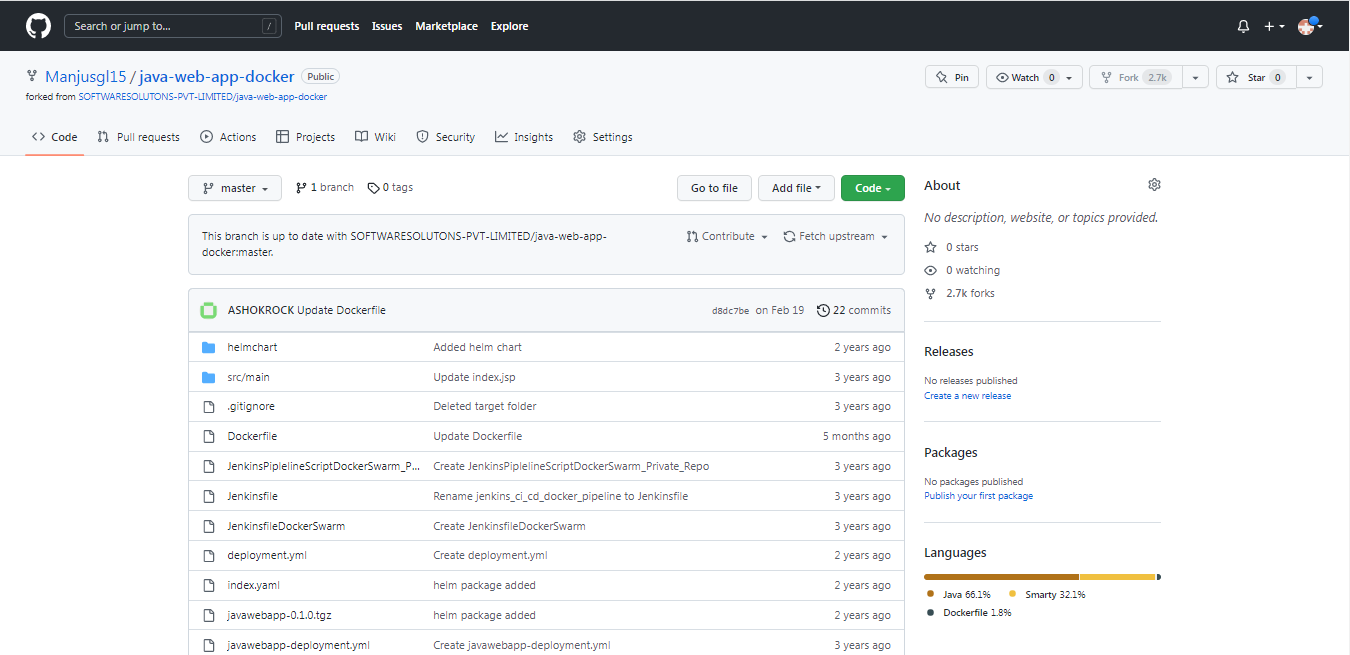 Search or jump to... /
Pull requests Issues Marketplace Explore
Manjusgl15 / java-web-app-docker Public
forked from SOFTWARESOLUTONS-PVT-LIMITED/java-web-app-docker
Pin Watch 0 Fork 2.7k Star 0
Code Pull requests Actions Projects Wiki Security Insights Settings
master 1 branch 0 tags Go to file Add file Code
This branch is up to date with SOFTWARESOLUTONS-PVT-LIMITED/java-web-app-
docker:master.
Contribute Fetch upstream
ASHOKROCK Update Dockerfile d8dc7be on Feb 19 22 commits
helmchart Added helm chart 2 years ago
src/main Update index.jsp 3 years ago
.gitignore Deleted target folder 3 years ago
Dockerfile Update Dockerfile 5 months ago
JenkinsPiplelineScriptDockerSwarm_P... Create JenkinsPiplelineScriptDockerSwarm_Private_Repo 3 years ago
Jenkinsfile Rename jenkins_ci_cd_docker_pipeline to Jenkinsfile 3 years ago
JenkinsfileDockerSwarm Create JenkinsfileDockerSwarm 3 years ago
deployment.yml Create deployment.yml 2 years ago
index.yaml helm package added 2 years ago
javawebapp-0.1.0.tgz helm package added 2 years ago
javawebapp-deployment.yml Create javawebapp-deployment.yml 3 years ago
About
No description, website, or topics provided.
0 stars
0 watching
2.7k forks
Releases
No releases published
Create a new release
Packages
No packages published
Publish your first package
Languages
Java 66.1% Smarty 32.1%
Dockerfile 1.8%